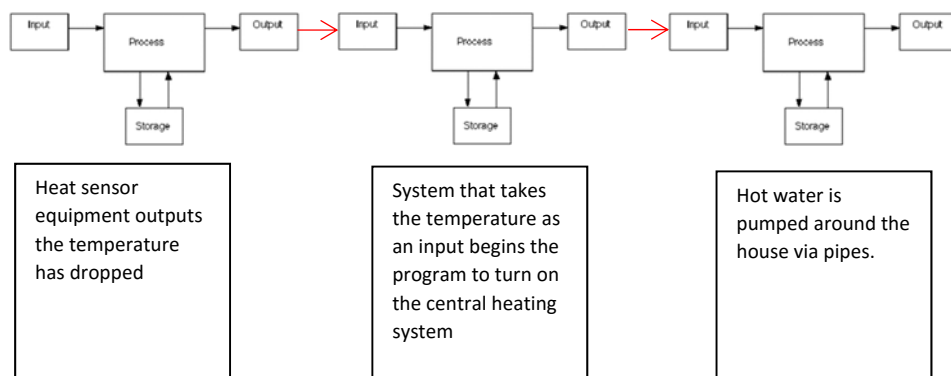 Input
Process
Output
Storage
Input
Process
Output
Storage
Input
Process
Output
Storage
Heat sensor
equipment outputs
the temperature
has dropped
System that takes
the temperature as
an input begins the
program to turn on
the central heating
system
Hot water is
pumped around the
house via pipes.